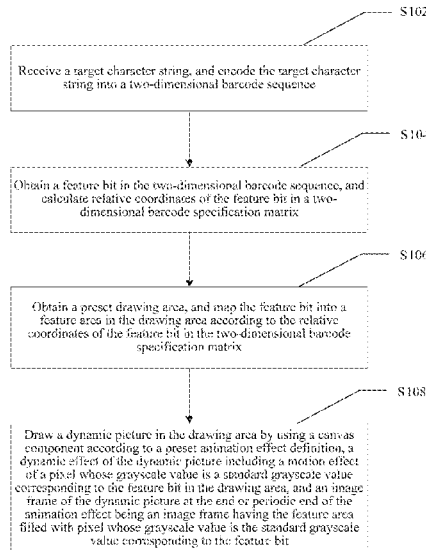 S102
Receive a target character string, and encode the target character
string into a two-dimensional barcode sequence
S104
Obtain a feature bit in the two-dimensional barcode sequence, and
calculate relative coordinates of the feature bit in a two-
dimensional barcode specification matrix
S106
Obtain a preset drawing area, and map the feature bit into a
feature area in the drawing area according to the relative
coordinates of the feature bit in the two-dimensional barcode
specification matrix
S108
Draw a dynamic picture in the drawing area by using a canvas
component according to a preset animation effect definition, a
dynamic effect of the dynamic picture including a motion effect
of a pixel whose grayscale value is a standard grayscale value
corresponding to the feature bit in the drawing area, and an image
frame of the dynamic picture at the end or periodic end of the
animation effect being an image frame having the feature area
filled with pixel whose grayscale value is the standard grayscale
value corresponding to the feature bit